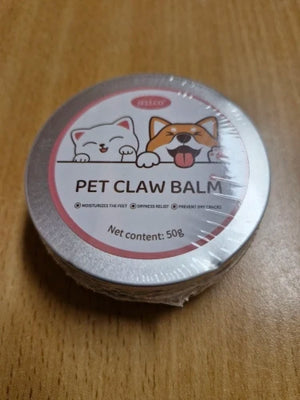 PET CLAW BALM
MOISTURIZES THE FEET DRYNESS RELIEF PREVENT DRY CRACKS
Net content: 50g